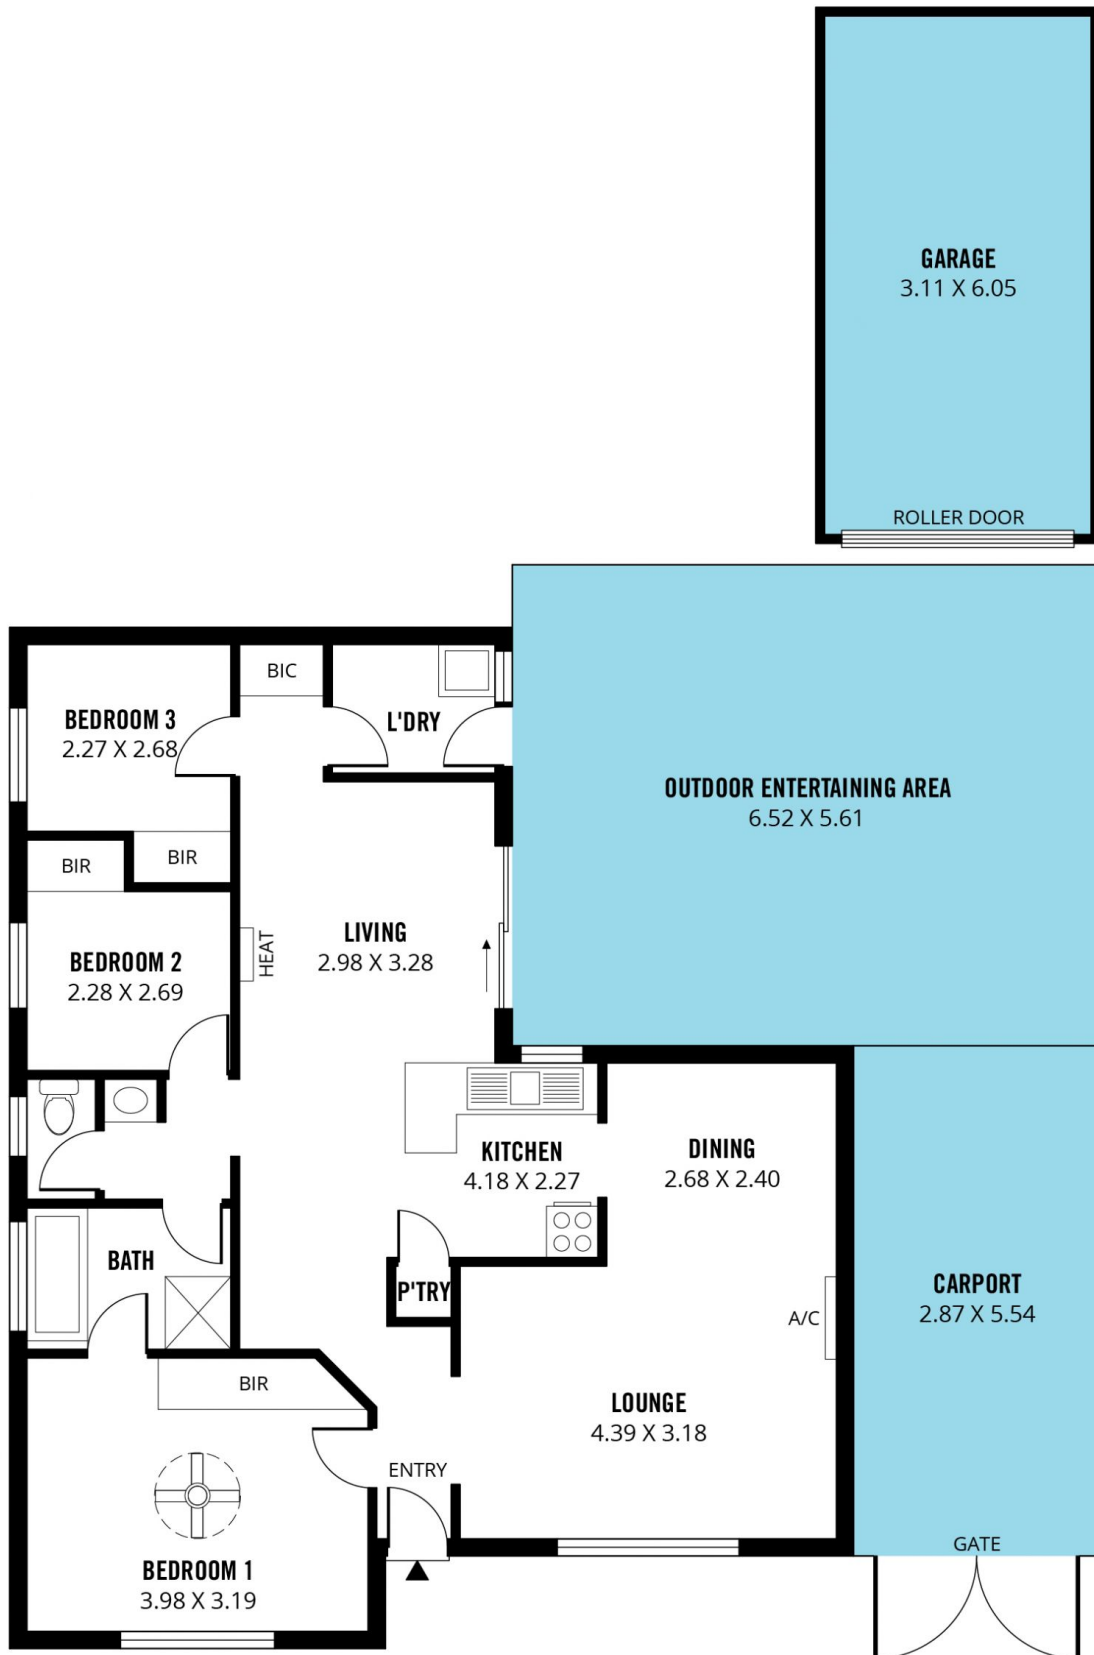 GARAGE
3.11 X 6.05
ROLLER DOOR
BIC
BEDROOM 3
2.27 X 2.68
L'DRY
OUTDOOR ENTERTAINING AREA
6.52 X 5.61
BIR
BIR
LIVING
2.98 X 3.28
HEAT
BEDROOM 2
2.28 X 2.69
KITCHEN
4.18 X 2.27
DINING
2.68 X 2.40
BATH
P'TRY
A/C
CARPORT
2.87 X 5.54
BIR
LOUNGE
4.39 X 3.18
ENTRY
GATE
BEDROOM 1
3.98 X 3.19